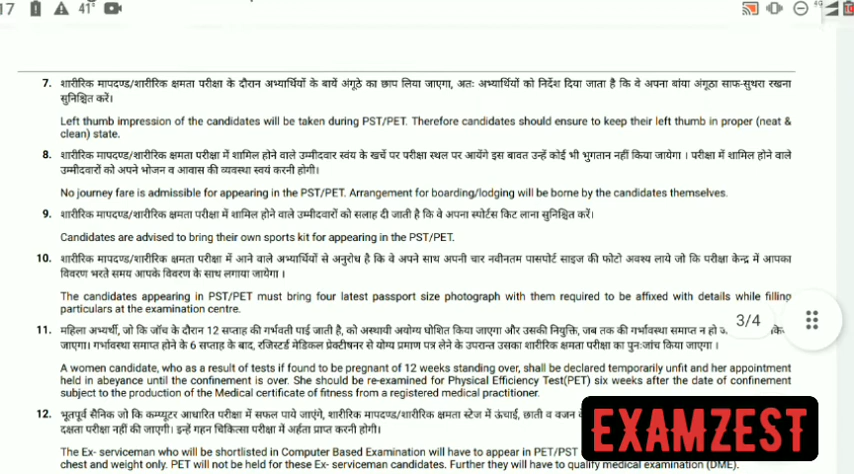 17 41°
7. शारीरिक मापदण्ड/शारीरिक क्षमता परीक्षा के दौरान अभ्यार्थियों के बायें अंगूठे का छाप लिया जाएगा, अतः अभ्यार्थियों को निर्देश दिया जाता है कि वे अपना बांया अंगूठा साफ-सुथरा रखना
सुनिश्चित करें।
Left thumb impression of the candidates will be taken during PST/PET. Therefore candidates should ensure to keep their left thumb in proper (neat &
clean) state.
8. शारीरिक मापदण्ड/शारीरिक क्षमता परीक्षा में शामिल होने वाले उम्मीदवार स्वंय के खर्चे पर परीक्षा स्थल पर आयेंगे इस बावत उन्हें कोई भी भुगतान नहीं किया जायेगा । परीक्षा में शामिल होने वाले
उम्मीदवारों को अपने भोजन व आवास की व्यवस्था स्वयं करनी होगी।
No journey fare is admissible for appearing in the PST/PET. Arrangement for boarding/lodging will be borne by the candidates themselves.
9. शारीरिक मापदण्ड/शारीरिक क्षमता परीक्षा में शामिल होने वाले उम्मीदवारों को सलाह दी जाती है कि वे अपना स्पोर्टस किट लाना सुनिश्चित करें।
Candidates are advised to bring their own sports kit for appearing in the PST/PET.
10. शारीरिक मापदण्ड/शारीरिक क्षमता परीक्षा में आने वाले अभ्यार्थियों से अनुरोध है कि वे अपने साथ अपनी चार नवीनतम पासपोर्ट साइज की फोटो अवश्य लाये जो कि परीक्षा केन्द्र में आपका
विवरण भरते समय आपके विवरण के साथ लगाया जायेगा ।
The candidates appearing in PST/PET must bring four latest passport size photograph with them required to be affixed with details while filling
particulars at the examination centre.
3/4
11. महिला अभ्यर्थी, जो कि जॉच के दौरान 12 सप्ताह की गर्भवती पाई जाती है, को अस्थायी अयोग्य घोशित किया जाएगा और उसकी नियुक्ति, जब तक की गर्भावस्था समाप्त न हो
जाएगा। गर्भावस्था समाप्त होने के 6 सप्ताह के बाद, रजिस्टर्ड मेडिकल प्रेक्टीषनर से योग्य प्रमाण पत्र लेने के उपरान्त उसका शारीरिक क्षमता परीक्षा का पुनःजांच किया जाएगा ।
A women candidate, who as a result of tests if found to be pregnant of 12 weeks standing over, shall be declared temporarily unfit and her appointment
held in abeyance until the confinement is over. She should be re-examined for Physical Efficiency Test(PET) six weeks after the date of confinement
subject to the production of the Medical certificate of fitness from a registered medical practitioner.
12. भूतपूर्व सैनिक जो कि कम्प्यूटर आधारित परीक्षा में सफल पाये जाएंगे, शारीरिक मापदण्ड/शारीरिक क्षमता स्टेज में ऊंचाई, छाती व वजन
दक्षता परीक्षा नहीं की जाएगी। इन्हें गहन चिकित्सा परीक्षा में अर्हता प्राप्त करनी होगी।
EXAMZEST
The Ex- serviceman who will be shortlisted in Computer Based Examination will have to appear in PET/PST
chest and weight only. PET will not be held for these Ex- serviceman candidates. Further they will have to qualify medical examination (DME).